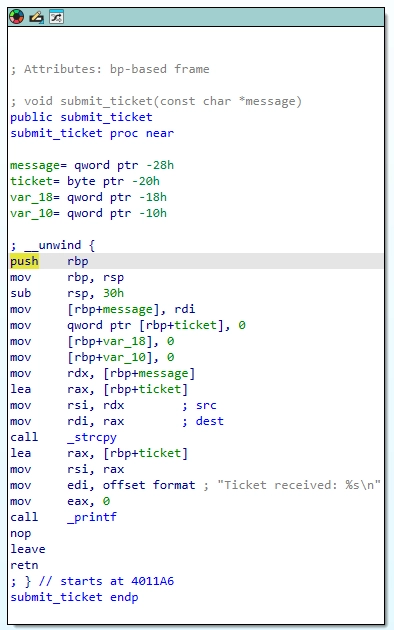 ; Attributes: bp-based frame
; void submit_ticket(const char *message)
public submit_ticket
submit_ticket proc near
message= qword ptr -28h
ticket= byte ptr -20h
var_18= qword ptr -18h
var_10= qword ptr -10h
; __unwind {
push    rbp
mov     rbp, rsp
sub     rsp, 30h
mov     [rbp+message], rdi
mov     qword ptr [rbp+ticket], 0
mov     [rbp+var_18], 0
mov     [rbp+var_10], 0
mov     rdx, [rbp+message]
lea     rax, [rbp+ticket]
mov     rsi, rdx        ; src
mov     rdi, rax        ; dest
call    _strcpy
lea     rax, [rbp+ticket]
mov     rsi, rax
mov     edi, offset format ; "Ticket received: %s\n"
mov     eax, 0
call    _printf
nop
leave
retn
; } // starts at 4011A6
submit_ticket endp